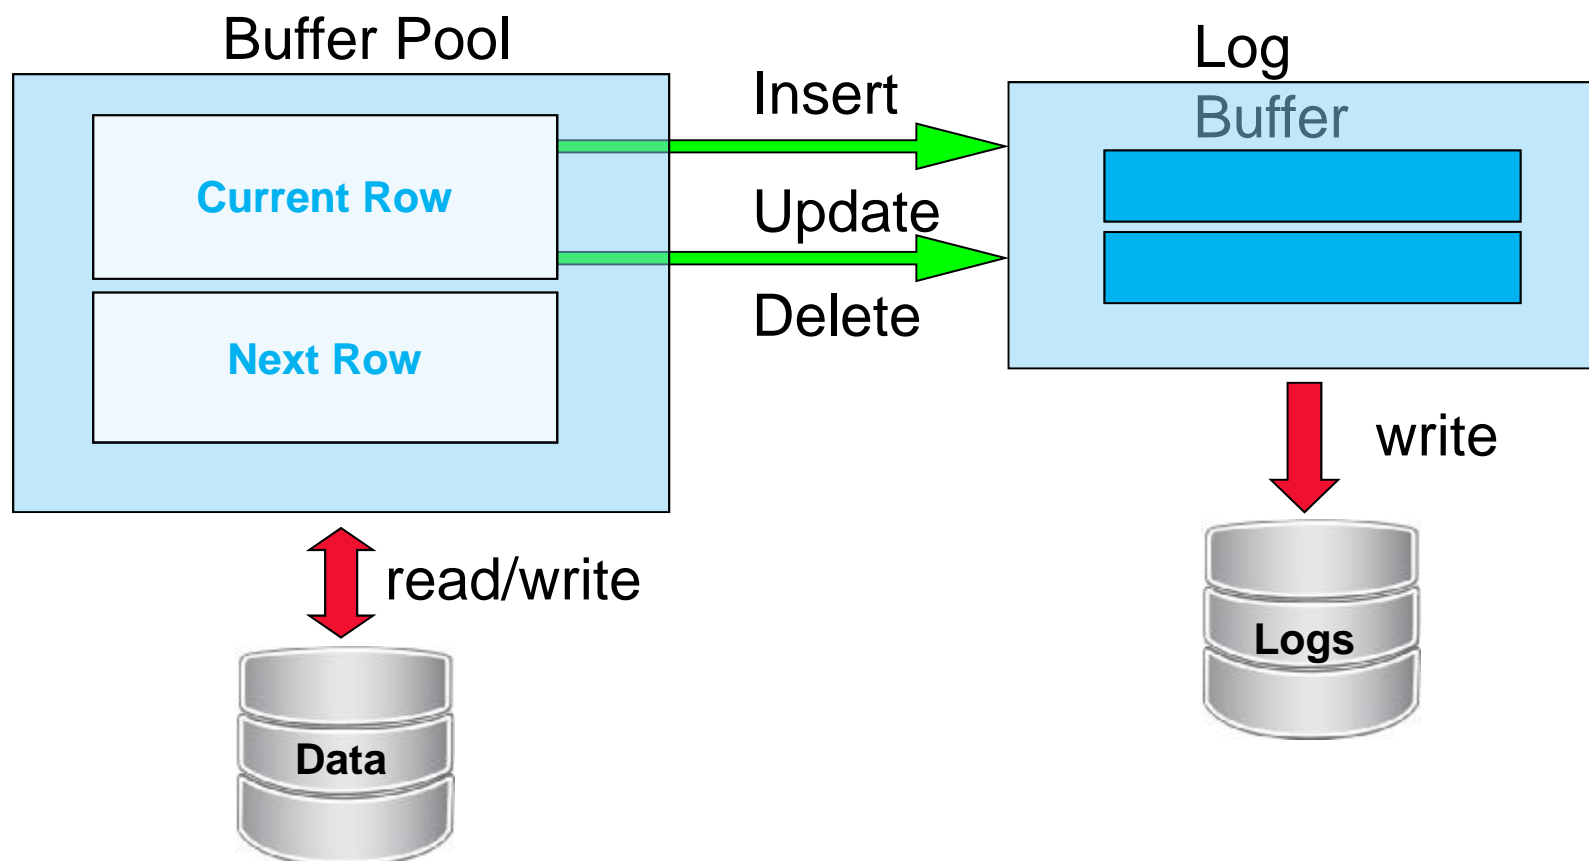 Buffer Pool
Current Row
Next Row
read/write
Data
Insert
Update
Delete
Log
Buffer
write
Logs